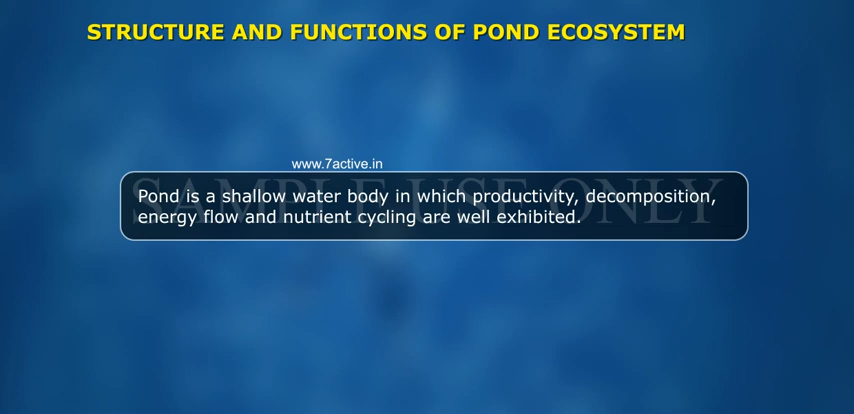 STRUCTURE AND FUNCTIONS OF POND ECOSYSTEM
www.7active.in
SAMPLE USE ONLY
Pond is a shallow water body in which productivity, decomposition,
energy flow and nutrient cycling are well exhibited.